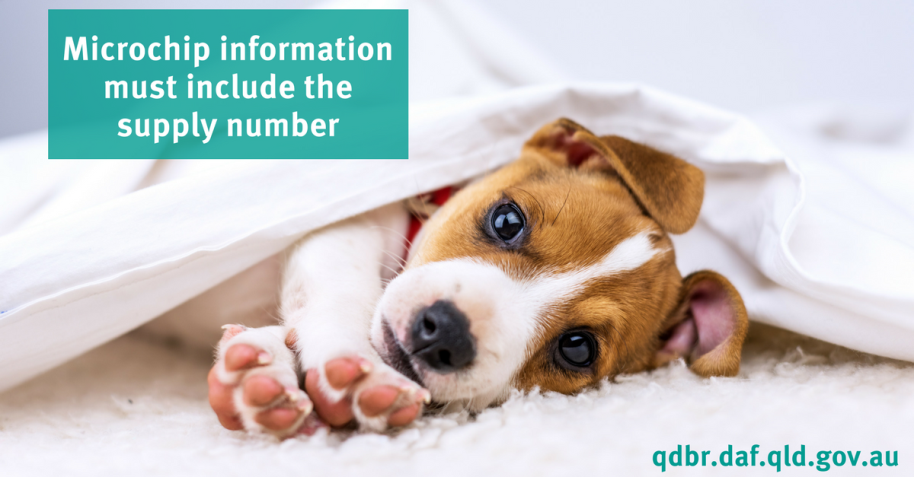 Microchip information
must include the
supply number
qdbr.daf.qld.gov.au